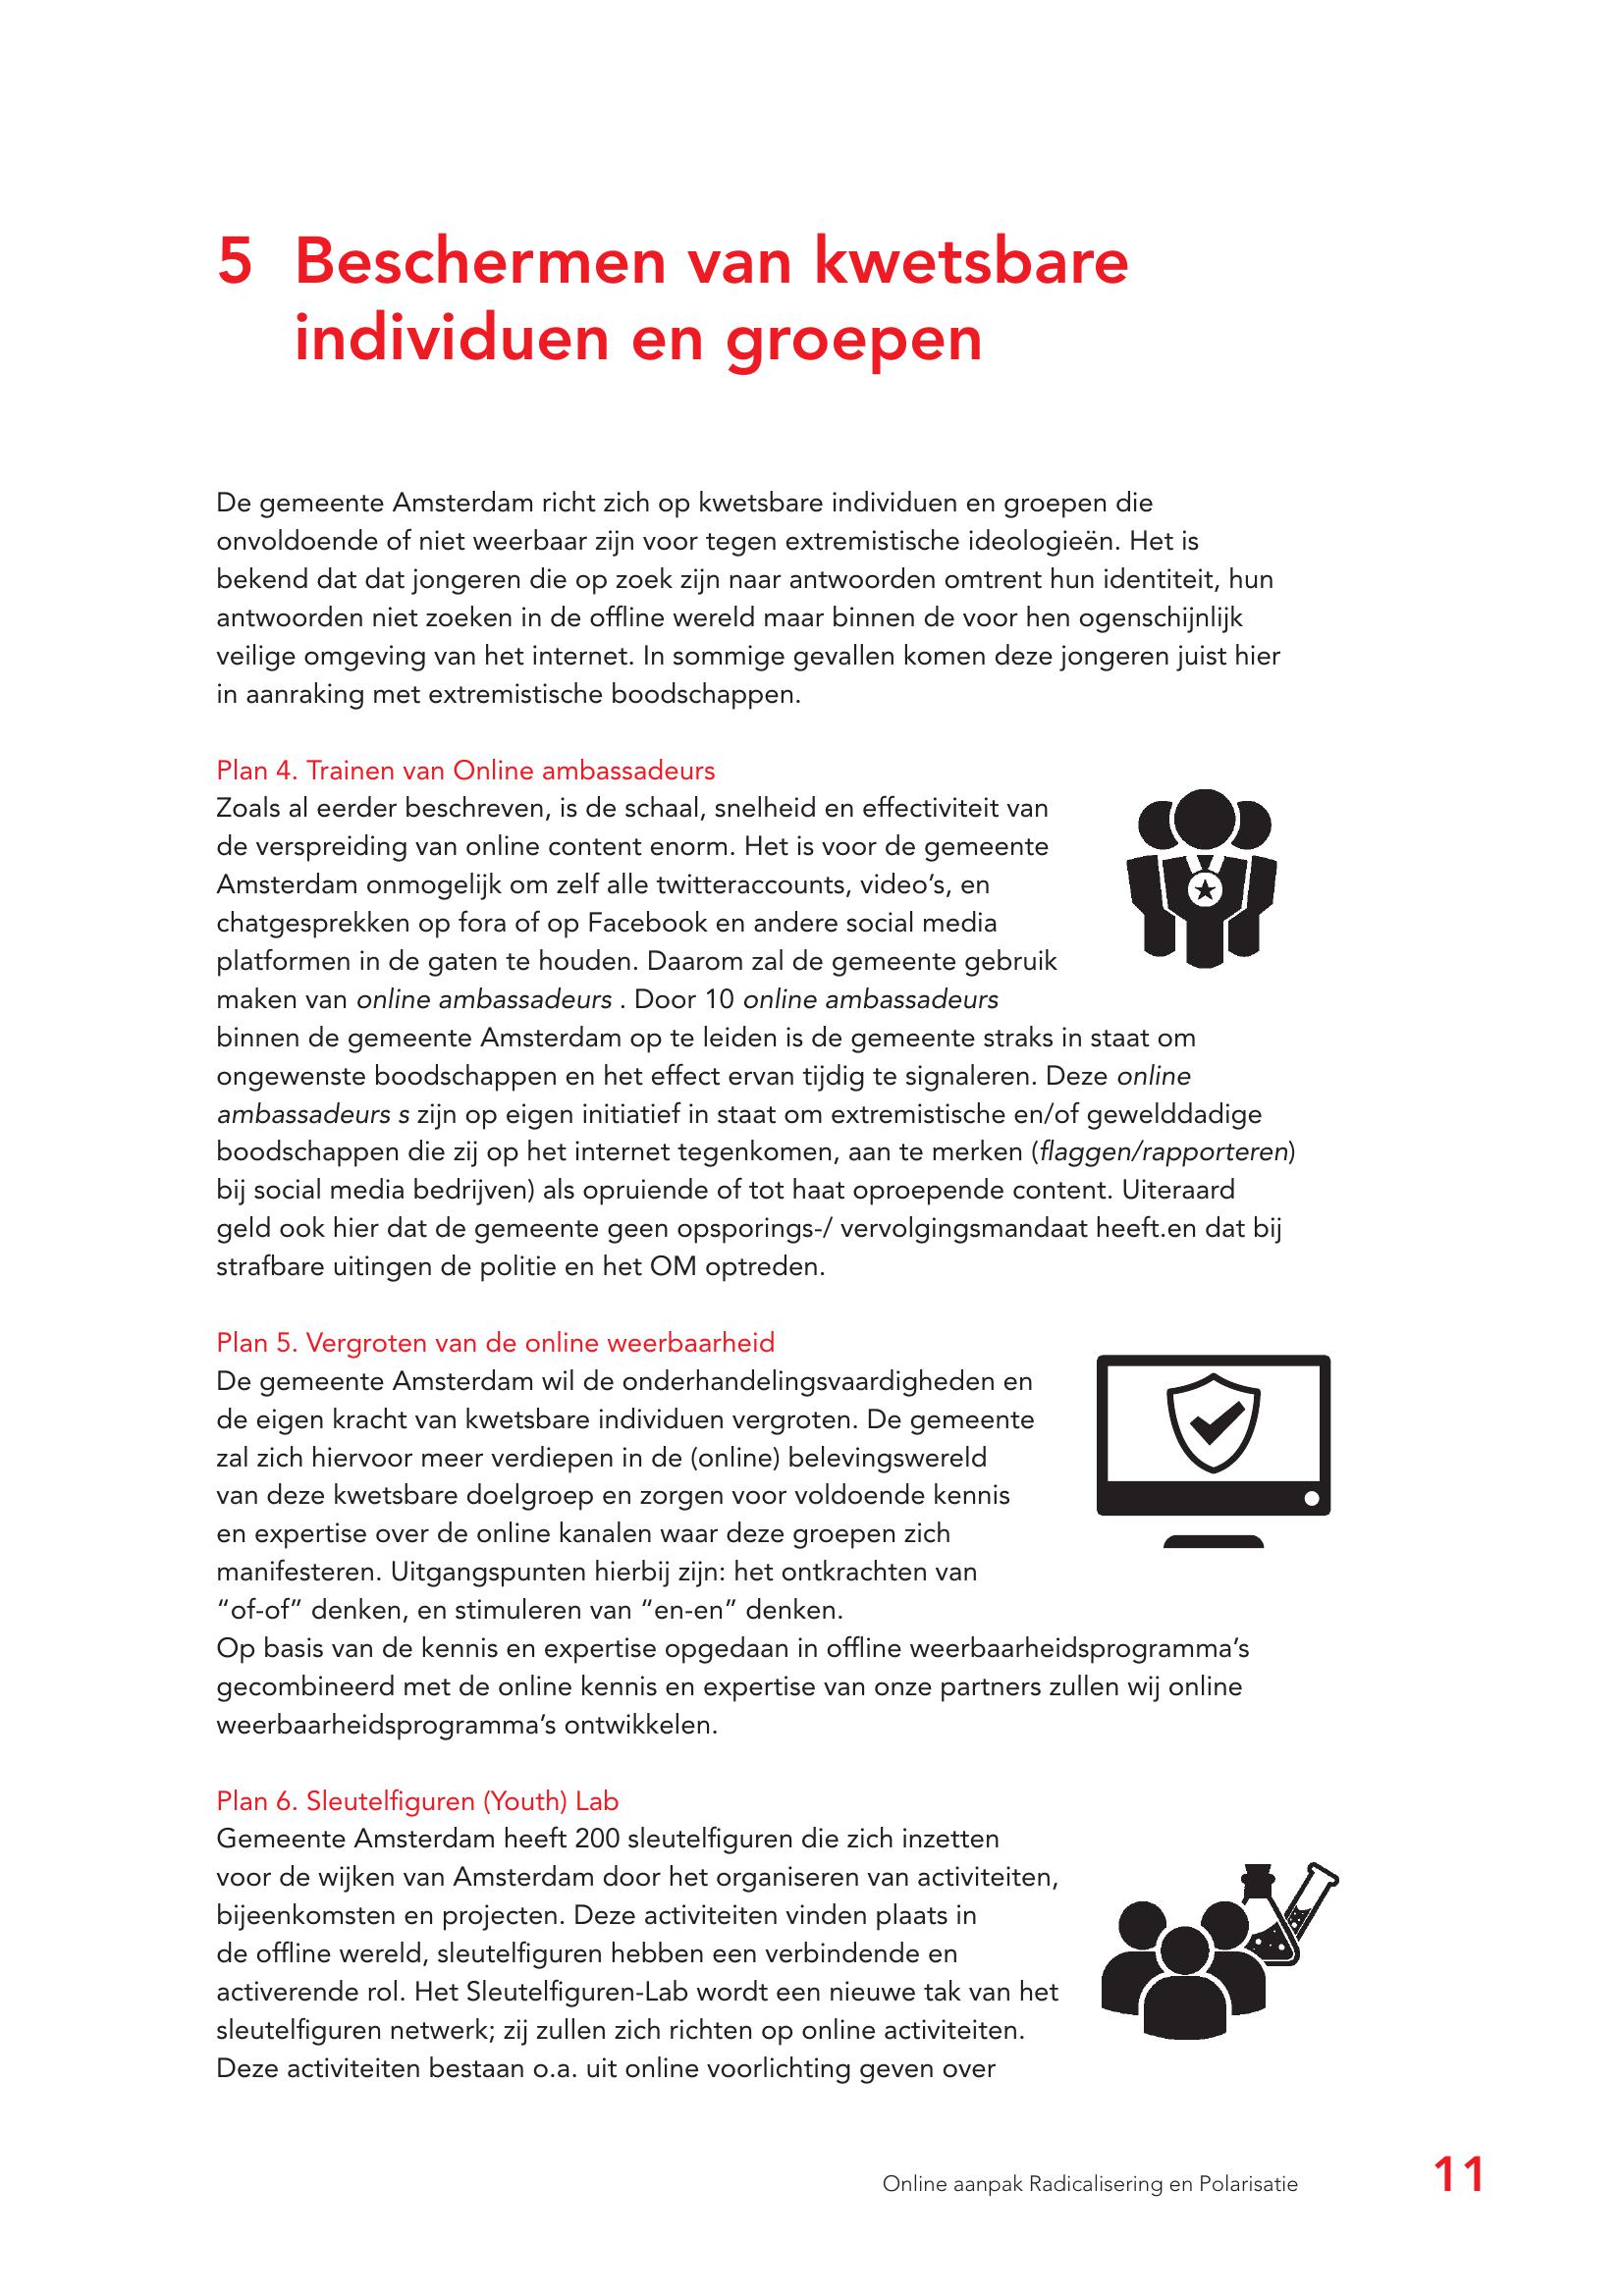 5 Beschermen van kwetsbare
individuen en groepen
De gemeente Amsterdam richt zich op kwetsbare individuen en groepen die
onvoldoende of niet weerbaar zijn voor tegen extremistische ideologieën. Het is
bekend dat dat jongeren die op zoek zijn naar antwoorden omtrent hun identiteit, hun
antwoorden niet zoeken in de offline wereld maar binnen de voor hen ogenschijnlijk
veilige omgeving van het internet. In sommige gevallen komen deze jongeren juist hier
in aanraking met extremistische boodschappen.
Plan 4. Trainen van Online ambassadeurs
Zoals al eerder beschreven, is de schaal, snelheid en effectiviteit van
de verspreiding van online content enorm. Het is voor de gemeente
Amsterdam onmogelijk om zelf alle twitteraccounts, video’s, en
chatgesprekken op fora of op Facebook en andere social media
platformen in de gaten te houden. Daarom zal de gemeente gebruik
maken van online ambassadeurs . Door 10 online ambassadeurs
binnen de gemeente Amsterdam op te leiden is de gemeente straks in staat om
ongewenste boodschappen en het effect ervan tijdig te signaleren. Deze online
ambassadeurs s zijn op eigen initiatief in staat om extremistische en/of gewelddadige
boodschappen die zij op het internet tegenkomen, aan te merken (flaggen/rapporteren)
bij social media bedrijven) als opruiende of tot haat oproepende content. Uiteraard
geld ook hier dat de gemeente geen opsporings-/ vervolgingsmandaat heeft.en dat bij
strafbare uitingen de politie en het OM optreden.
Plan 5. Vergroten van de online weerbaarheid
De gemeente Amsterdam wil de onderhandelingsvaardigheden en
de eigen kracht van kwetsbare individuen vergroten. De gemeente
zal zich hiervoor meer verdiepen in de (online) belevingswereld
van deze kwetsbare doelgroep en zorgen voor voldoende kennis
en expertise over de online kanalen waar deze groepen zich
manifesteren. Uitgangspunten hierbij zijn: het ontkrachten van
“of-of” denken, en stimuleren van “en-en” denken.
Op basis van de kennis en expertise opgedaan in offline weerbaarheidsprogramma’s
gecombineerd met de online kennis en expertise van onze partners zullen wij online
weerbaarheidsprogramma’s ontwikkelen.
Plan 6. Sleutelfiguren (Youth) Lab
Gemeente Amsterdam heeft 200 sleutelfiguren die zich inzetten
voor de wijken van Amsterdam door het organiseren van activiteiten,
bijeenkomsten en projecten. Deze activiteiten vinden plaats in
de offline wereld, sleutelfiguren hebben een verbindende en
activerende rol. Het Sleutelfiguren-Lab wordt een nieuwe tak van het
sleutelfiguren netwerk; zij zullen zich richten op online activiteiten.
Deze activiteiten bestaan o.a. uit online voorlichting geven over
Online aanpak Radicalisering en Polarisatie 11